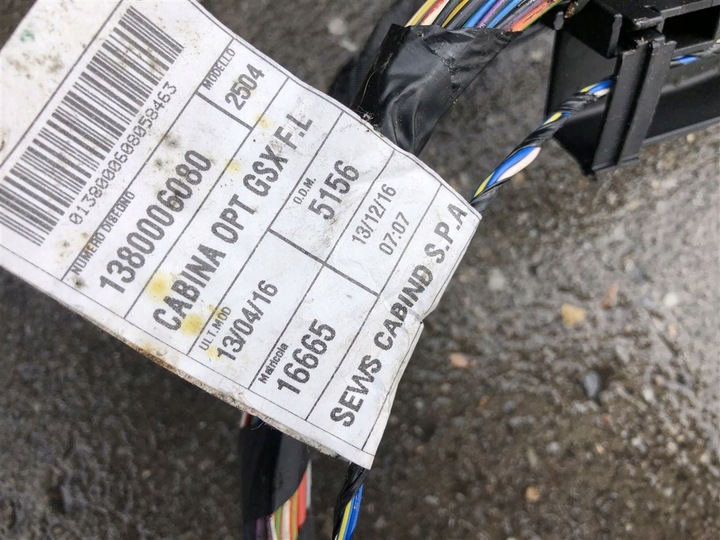 0138000608058463
NUMERO DISEGNO
1380006080
MODELLO
2504
CABINA OPT GSX F.L
ULT.MOD
13/04/16
O.D.M.
5156
Matricola
16665
13/12/16
07:07
SEWS CABIND S.P.A